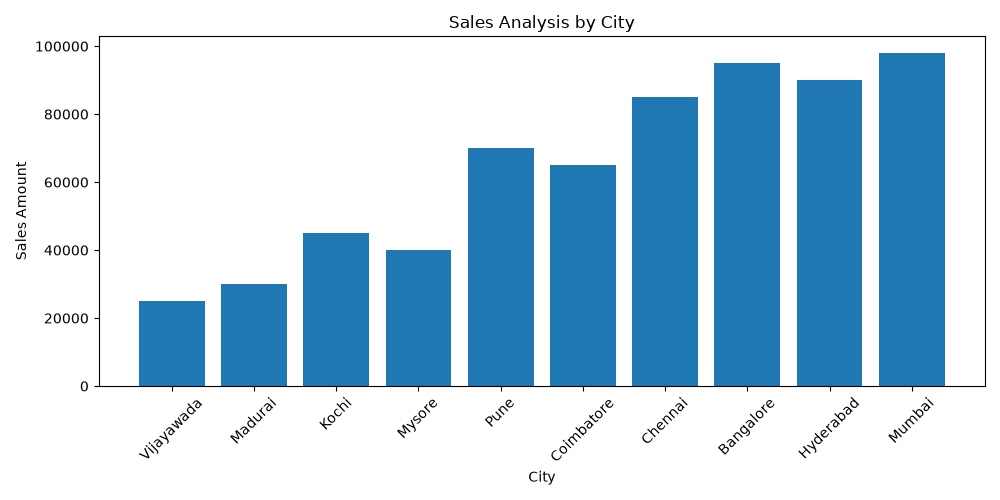 Sales Analysis by City
Sales Amount
100000
80000
60000
40000
20000
0
Vijayawada
Madurai
Kochi
Mysore
Pune
Coimbatore
Chennai
Bangalore
Hyderabad
Mumbai
City